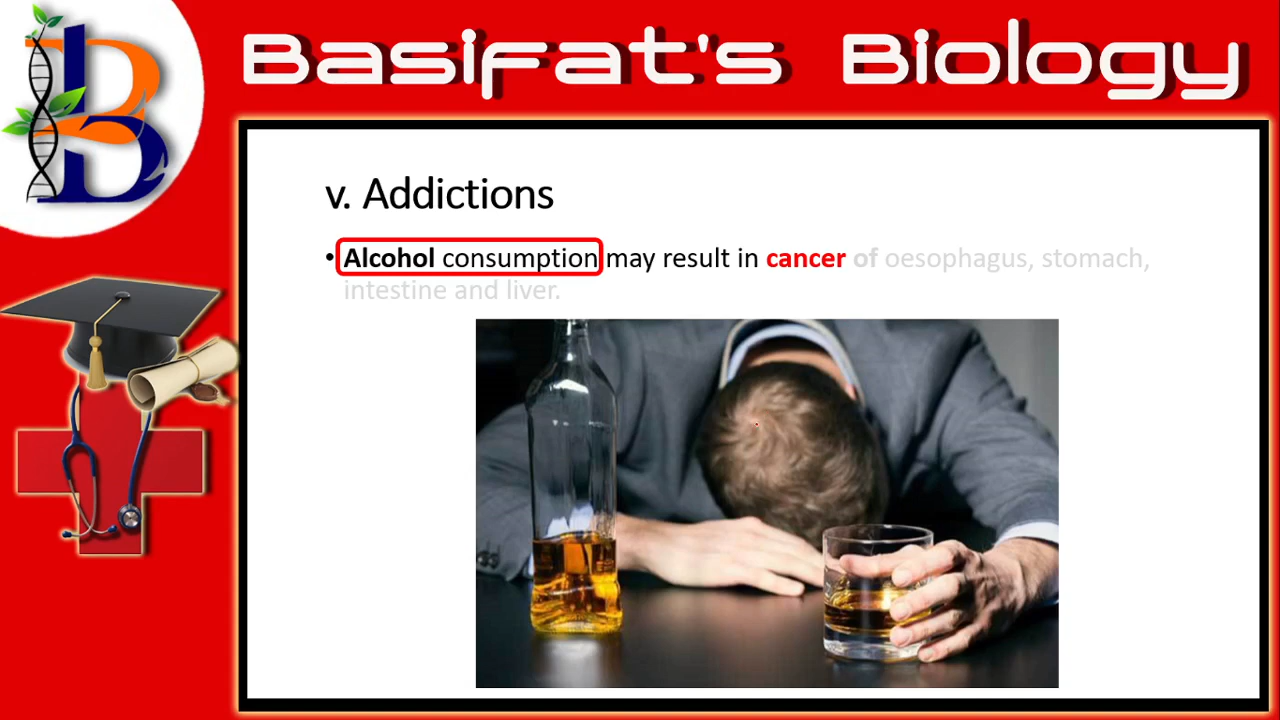 Basifat's Biology
v. Addictions
• Alcohol consumption may result in cancer of oesophagus, stomach,
intestine and liver.